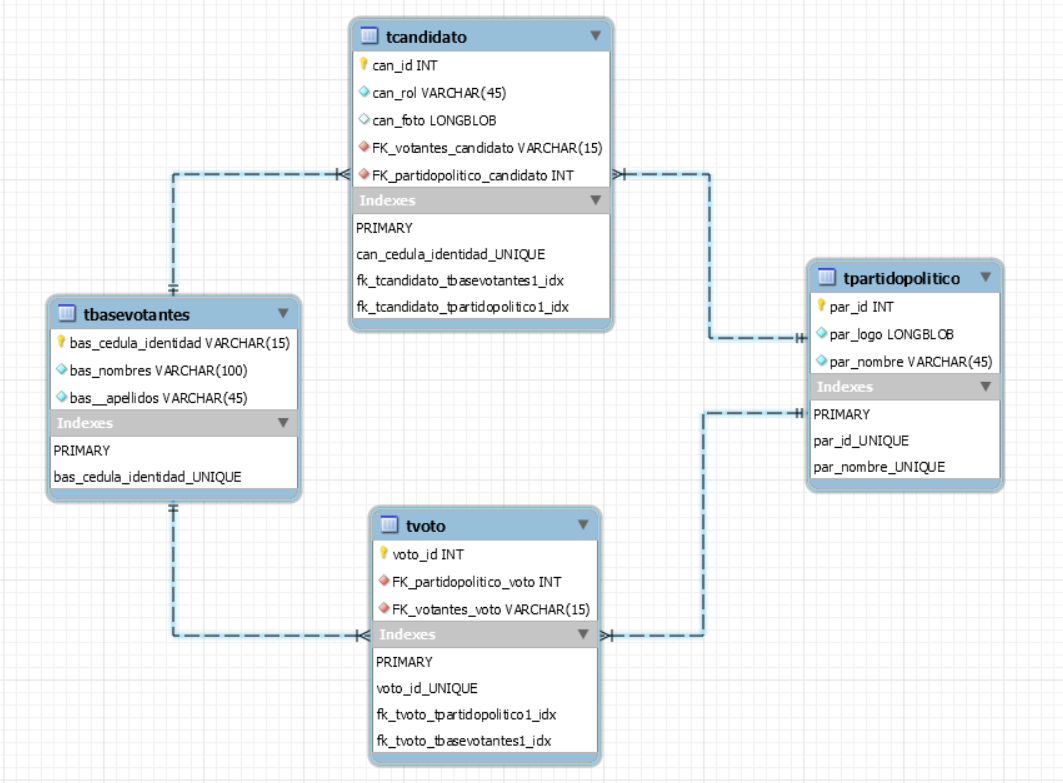 tcandidato
can_id INT
can_rol VARCHAR(45)
can_foto LONGBLOB
FK_votantes_candidato VARCHAR(15)
FK_partidopolitico_candidato INT
Indexes
PRIMARY
can_cedula_identidad_UNIQUE
fk_tcandidato_tbasevotantes1_idx
fk_tcandidato_tpartidopolitico1_idx
tbasevotantes
bas_cedula_identidad VARCHAR(15)
bas_nombres VARCHAR(100)
bas__apellidos VARCHAR(45)
Indexes
PRIMARY
bas_cedula_identidad_UNIQUE
tpartidopolitico
par_id INT
par_logo LONGBLOB
par_nombre VARCHAR(45)
Indexes
PRIMARY
par_id_UNIQUE
par_nombre_UNIQUE
tvoto
voto_id INT
FK_partidopolitico_voto INT
FK_votantes_voto VARCHAR(15)
Indexes
PRIMARY
voto_id_UNIQUE
fk_tvoto_tpartidopolitico1_idx
fk_tvoto_tbasevotantes1_idx